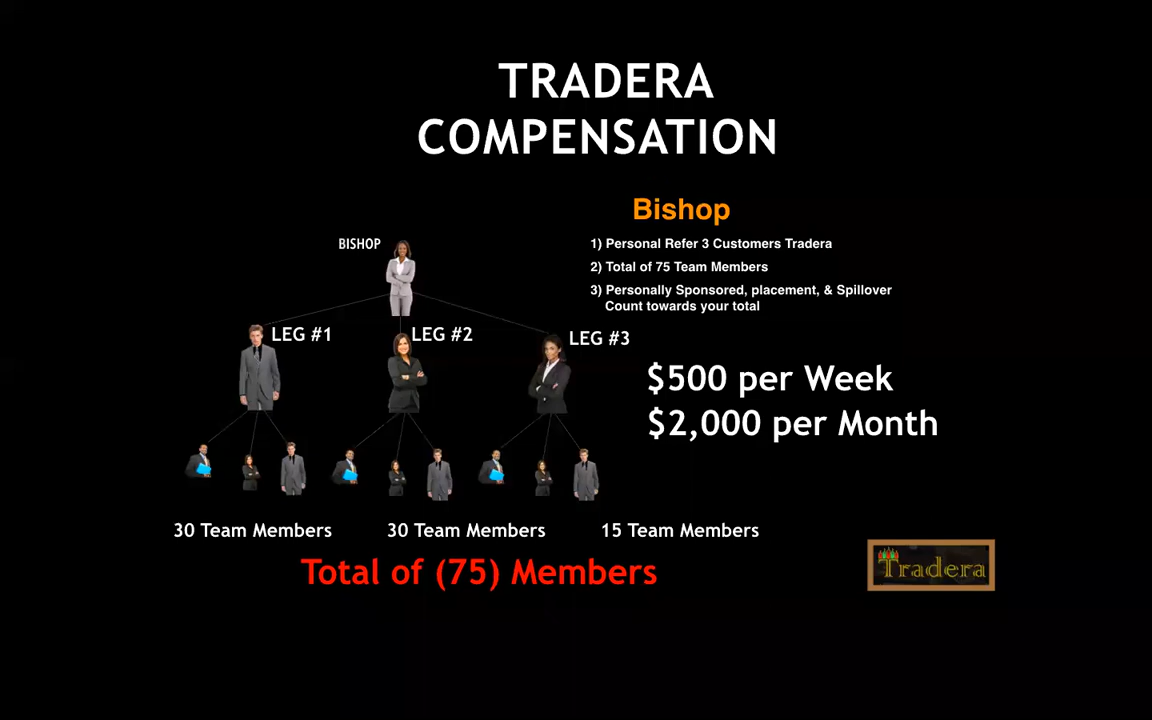 TRADERA
COMPENSATION
Bishop
BISHOP
1) Personal Refer 3 Customers Tradera
2) Total of 75 Team Members
3) Personally Sponsored, placement, & Spillover
Count towards your total
LEG #1
LEG #2
LEG #3
$500 per Week
$2,000 per Month
30 Team Members
30 Team Members
15 Team Members
Total of (75) Members
Tradera